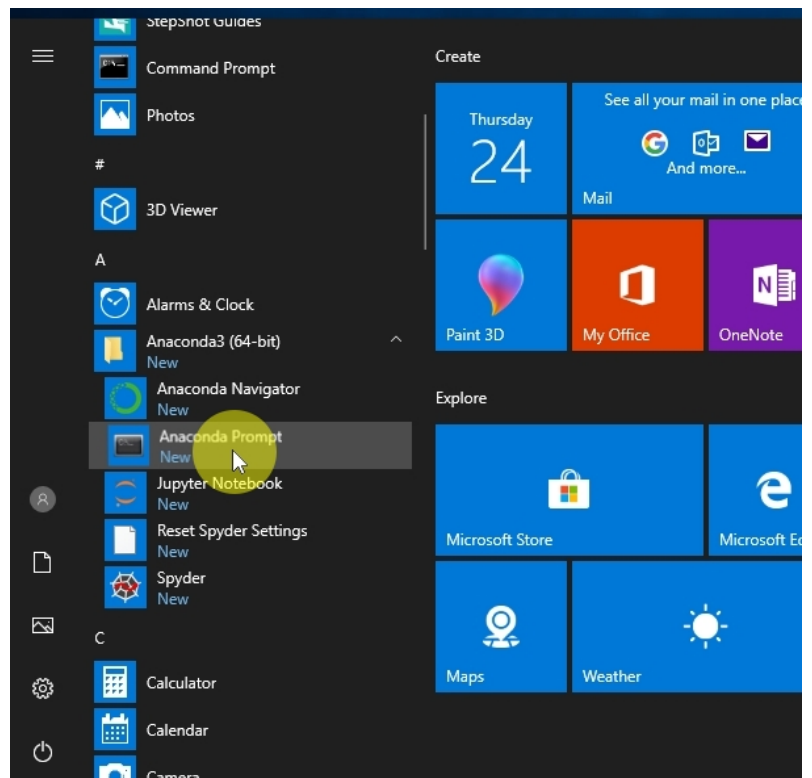 StepShot Guides
Command Prompt
Photos
#
3D Viewer
A
Alarms & Clock
Anaconda3 (64-bit)
New
Anaconda Navigator
New
Anaconda Prompt
New
Jupyter Notebook
New
Reset Spyder Settings
New
Spyder
New
C
Calculator
Calendar
Camera
Create
Thursday
24
See all your mail in one place
And more...
Mail
Paint 3D
My Office
OneNote
Explore
Microsoft Store
Microsoft Ed
Maps
Weather